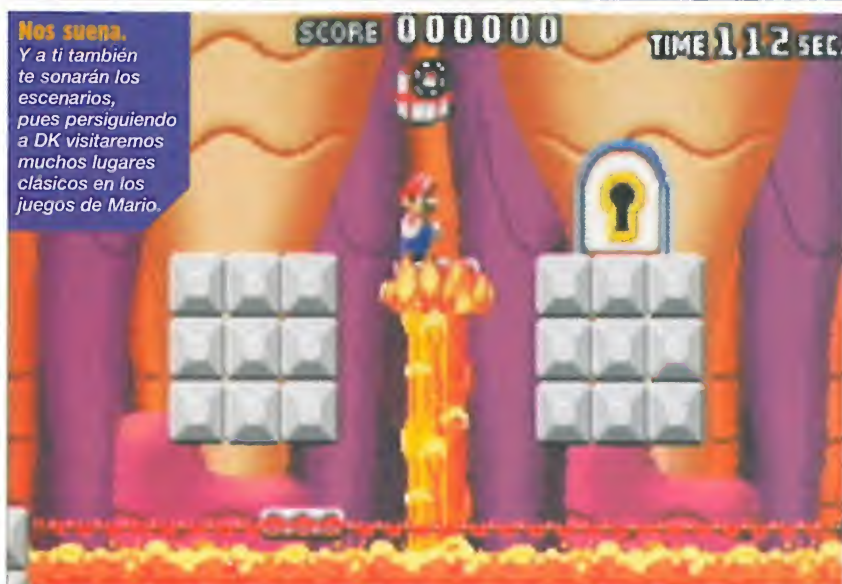 Nos suena.
Y a ti también
te sonarán los
escenarios,
pues persiguiendo
a DK visitaremos
muchos lugares
clásicos en los
juegos de Mario.
SCORE 000000
TIME 112 SEC.